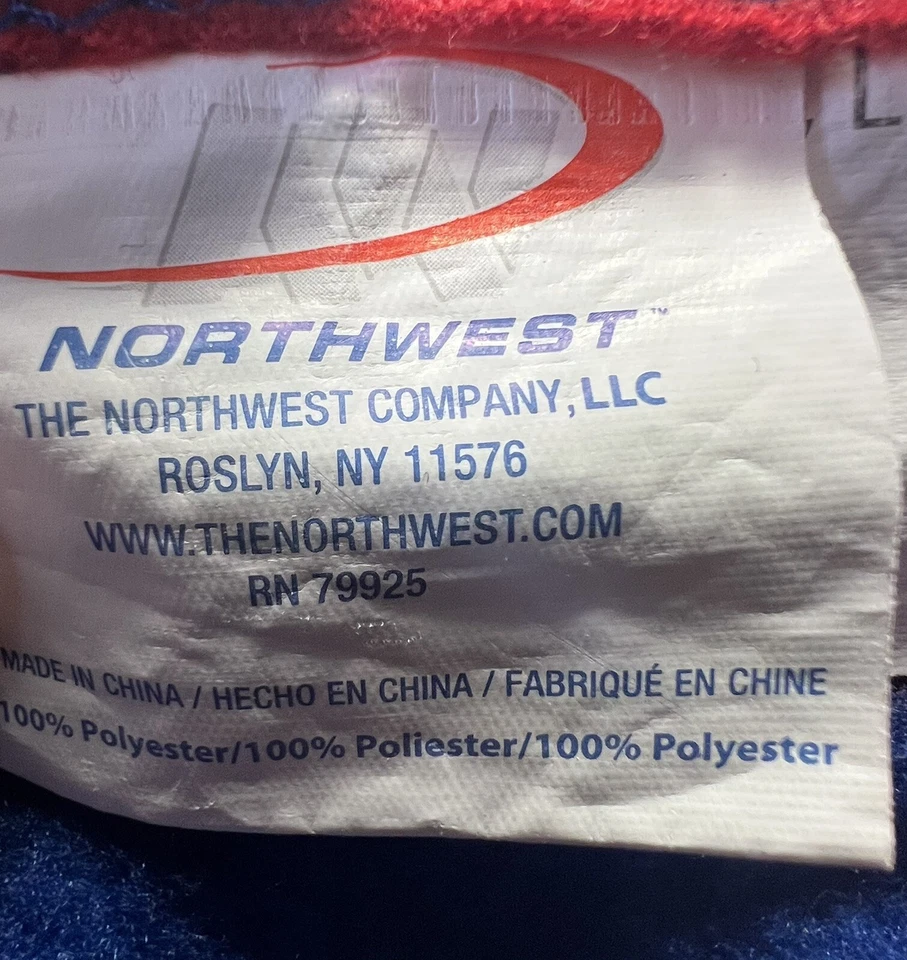 NW
NORTHWEST™
THE NORTHWEST COMPANY, LLC
ROSLYN, NY 11576
WWW.THENORTHWEST.COM
RN 79925
MADE IN CHINA / HECHO EN CHINA / FABRIQUÉ EN CHINE
100% Polyester/100% Poliester/100% Polyester